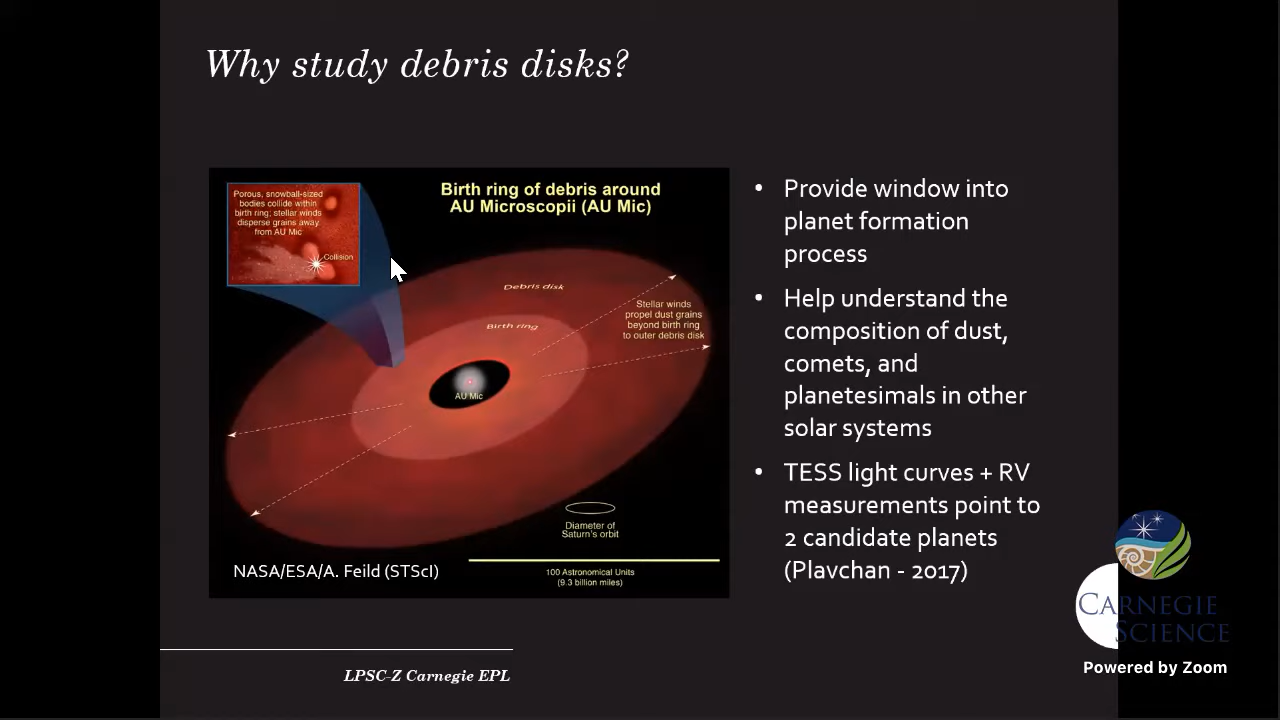 Why study debris disks?
Porous, snowball-sized
bodies collide within
birth ring; stellar winds
disperse grains away
from AU Mic
Collision
Birth ring of debris around
AU Microscopii (AU Mic)
Debris disk
Birth ring
Stellar winds
propel dust grains
beyond birth ring
to outer debris disk
AU Mic
Diameter of
Saturn's orbit
100 Astronomical Units
(9.3 billion miles)
NASA/ESA/A. Feild (STScI)
• Provide window into
planet formation
process
• Help understand the
composition of dust,
comets, and
planetesimals in other
solar systems
• TESS light curves + RV
measurements point to
2 candidate planets
(Plavchan - 2017)
LPSC-Z Carnegie EPL
CARNEGIE
SCIENCE
Powered by Zoom